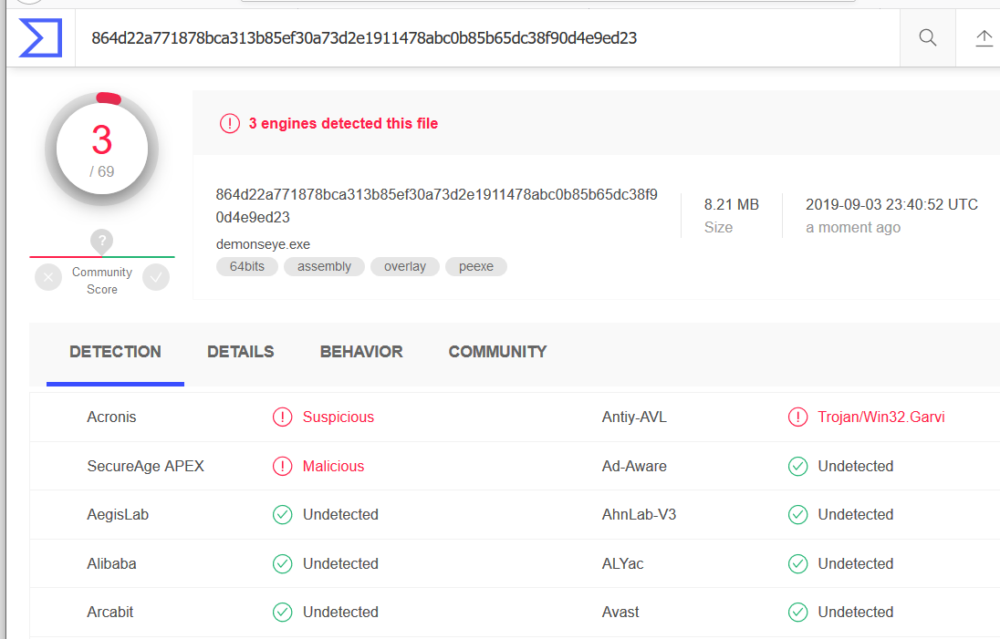 864d22a771878bca313b85ef30a73d2e1911478abc0b85b65dc38f90d4e9ed23
3
/ 69
?
Community
Score
3 engines detected this file
864d22a771878bca313b85ef30a73d2e1911478abc0b85b65dc38f9
0d4e9ed23
demonseye.exe
64bits assembly overlay peexe
8.21 MB
Size
2019-09-03 23:40:52 UTC
a moment ago
DETECTION DETAILS BEHAVIOR COMMUNITY
Acronis Suspicious Antiy-AVL Trojan/Win32.Garvi
SecureAge APEX Malicious Ad-Aware Undetected
AegisLab Undetected AhnLab-V3 Undetected
Alibaba Undetected ALYac Undetected
Arcabit Undetected Avast Undetected